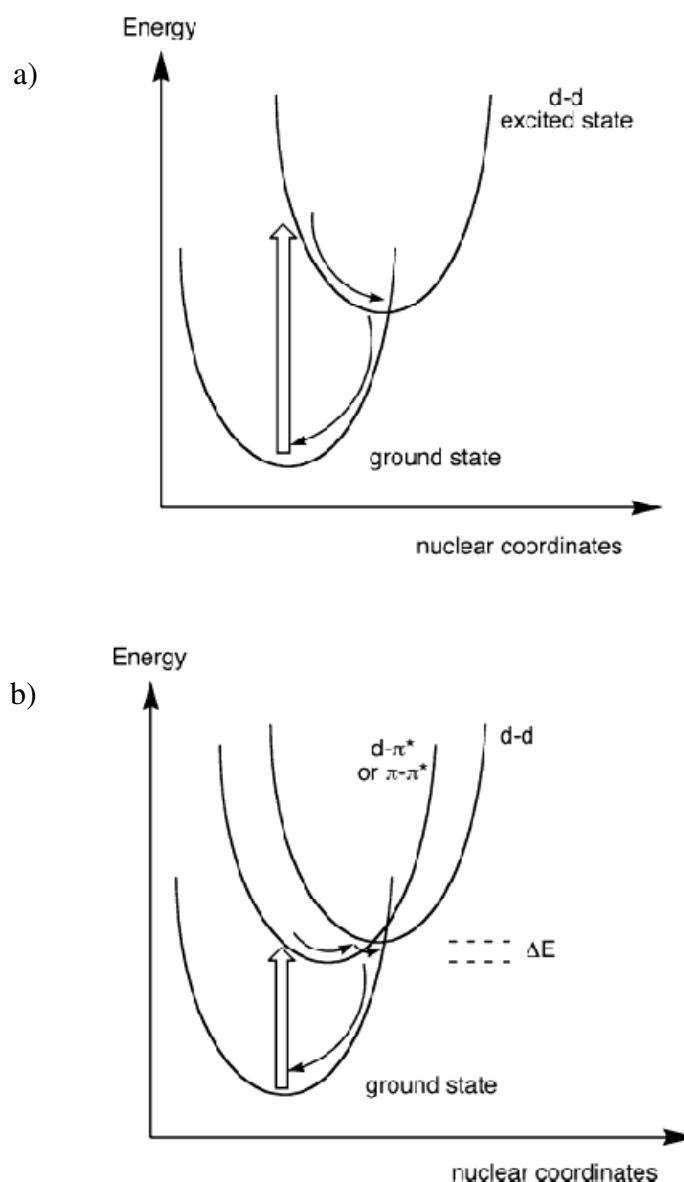 Energy
a)
d-d
excited state
ground state
nuclear coordinates
Energy
b)
d-π*
or π-π*
d-d
ΔE
ground state
nuclear coordinates